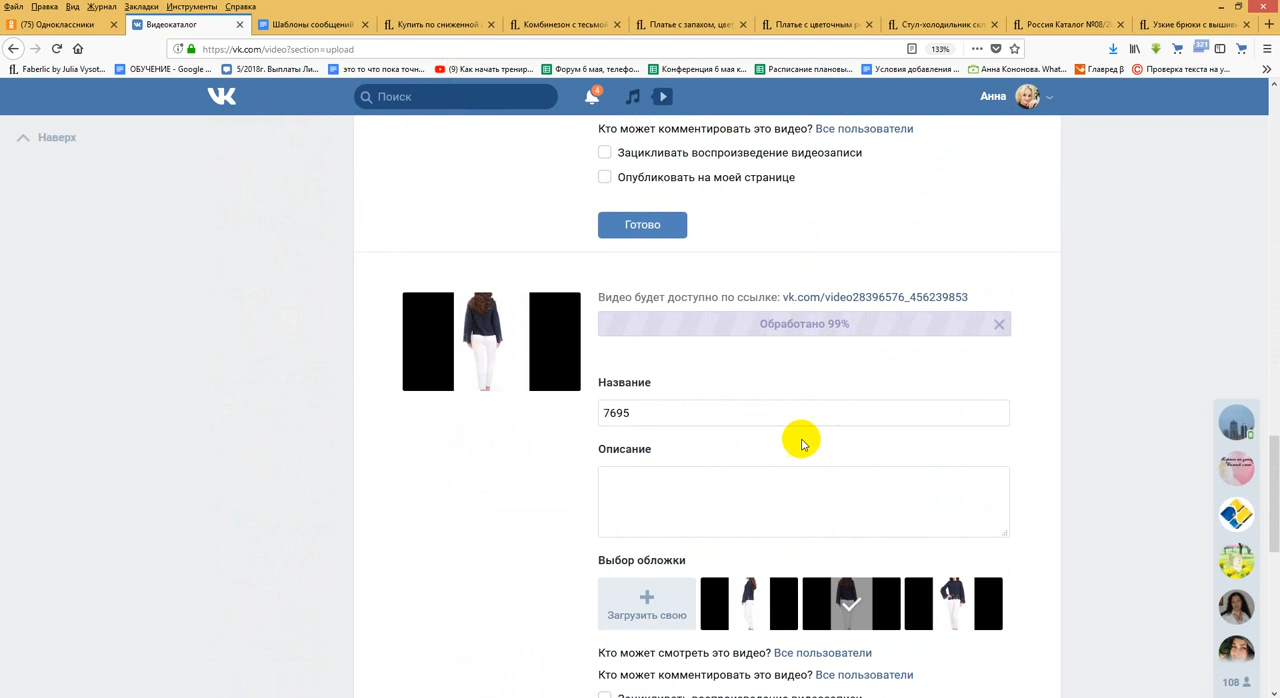 Файл Правка Вид Журнал Закладки Инструменты Справка
(75) Одноклассники
Видеокаталог
Шаблоны сообщений
Купить по сниженной
Комбинезон с тесьмой
Платье с запахом, цвет
Платье с цветочным р
Стул-холодильник скл
Россия Каталог №08/2
Узкие брюки с вышив
https://vk.com/video?section=upload
133%
321
Faberlic by Julia Vysot...
ОБУЧЕНИЕ - Google ...
5/2018г. Выплаты Ли...
это то что пока точн...
(9) Как начать тренир...
Форум 6 мая, телефо...
Конференция 6 мая к...
Расписание плановы...
Условия добавления ...
Анна Кононова. What...
Главред β
Проверка текста на у...
Поиск
4
Анна
Наверх
Кто может комментировать это видео? Все пользователи
Зацикливать воспроизведение видеозаписи
Опубликовать на моей странице
Готово
Видео будет доступно по ссылке: vk.com/video28396576_456239853
Обработано 99%
Название
7695
Описание
Выбор обложки
Загрузить свою
Кто может смотреть это видео? Все пользователи
Кто может комментировать это видео? Все пользователи
Зацикливать воспроизведение видеозаписи
108